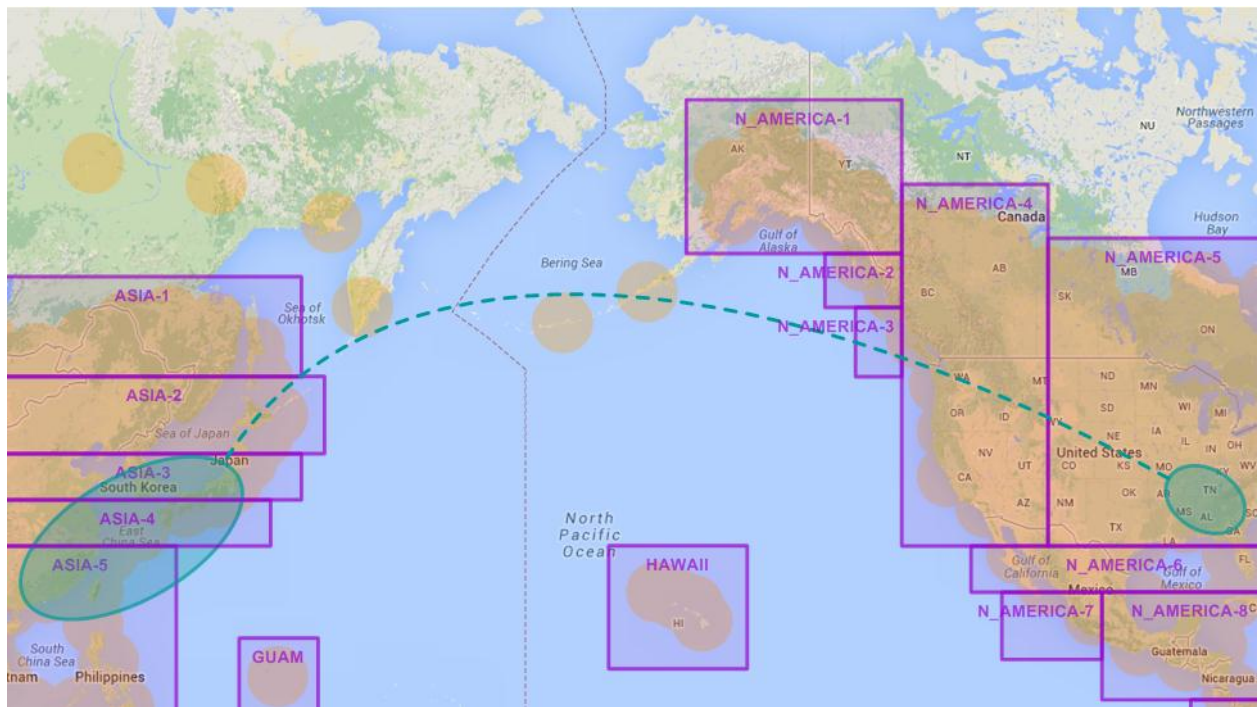 NU
Northwestern
Passages
N_AMERICA-1
AK
YT
NT
N_AMERICA-4
Canada
Hudson
Bay
Gulf of
Alaska
Bering Sea
N_AMERICA-2
N_AMERICA-5
MB
AB
BC
SK
ASIA-1
Sea of
Okhotsk
N_AMERICA-3
ON
WA
MT
ND
MN
ASIA-2
OR
ID
SD
WI
MI
WY
Sea of Japan
NE
IA
IL
IN
OH
NV
UT
United States
CO
KS
MO
KY
WV
Japan
ASIA-3
South Korea
CA
AZ
NM
OK
AR
TN
SC
ASIA-4
East
China Sea
MS
AL
GA
TX
LA
North
Pacific
Ocean
ASIA-5
HAWAII
HI
Gulf of
California
N_AMERICA-6
Gulf of
Mexico
FL
Mexico
N_AMERICA-7
N_AMERICA-8
South
China Sea
Philippines
GUAM
Guatemala
Nicaragua